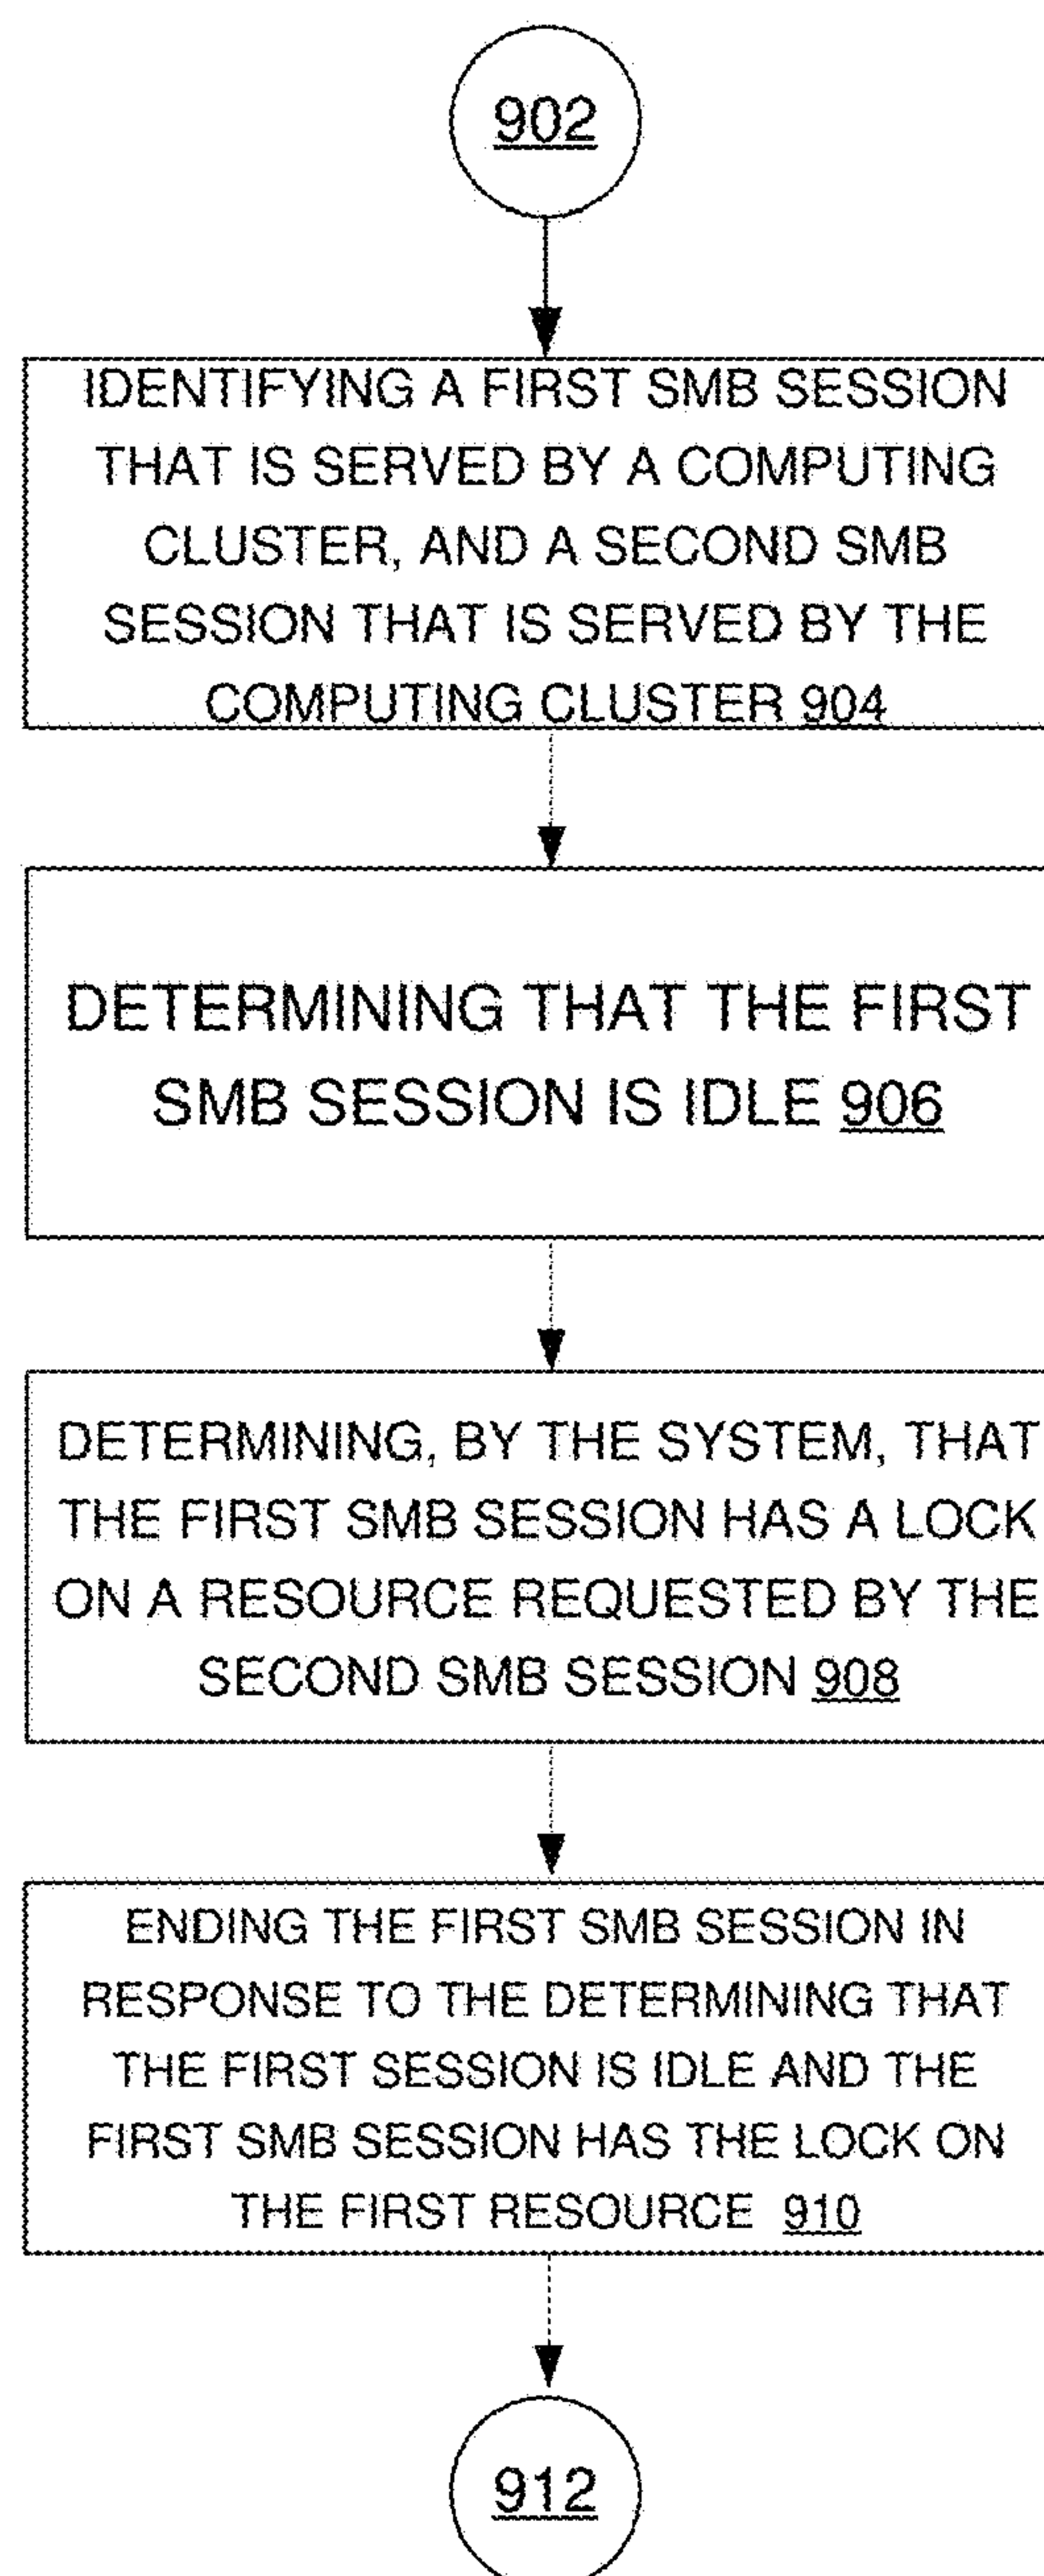 902
IDENTIFYING A FIRST SMB SESSION
THAT IS SERVED BY A COMPUTING
CLUSTER, AND A SECOND SMB
SESSION THAT IS SERVED BY THE
COMPUTING CLUSTER 904
DETERMINING THAT THE FIRST
SMB SESSION IS IDLE 906
DETERMINING, BY THE SYSTEM, THAT
THE FIRST SMB SESSION HAS A LOCK
ON A RESOURCE REQUESTED BY THE
SECOND SMB SESSION 908
ENDING THE FIRST SMB SESSION IN
RESPONSE TO THE DETERMINING THAT
THE FIRST SESSION IS IDLE AND THE
FIRST SMB SESSION HAS THE LOCK ON
THE FIRST RESOURCE 910
912